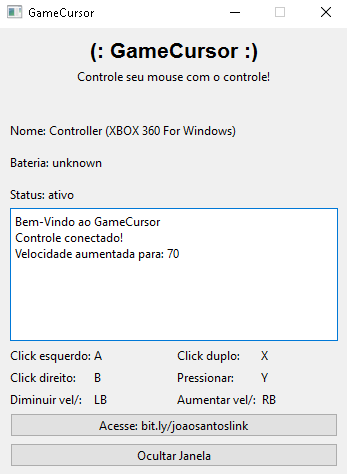 GameCursor
(: GameCursor :)
Controle seu mouse com o controle!
Nome: Controller (XBOX 360 For Windows)
Bateria: unknown
Status: ativo
Bem-Vindo ao GameCursor
Controle conectado!
Velocidade aumentada para: 70
Click esquerdo: A Click duplo: X
Click direito: B Pressionar: Y
Diminuir vel/: LB Aumentar vel/: RB
Acesse: bit.ly/joaosantoslink
Ocultar Janela